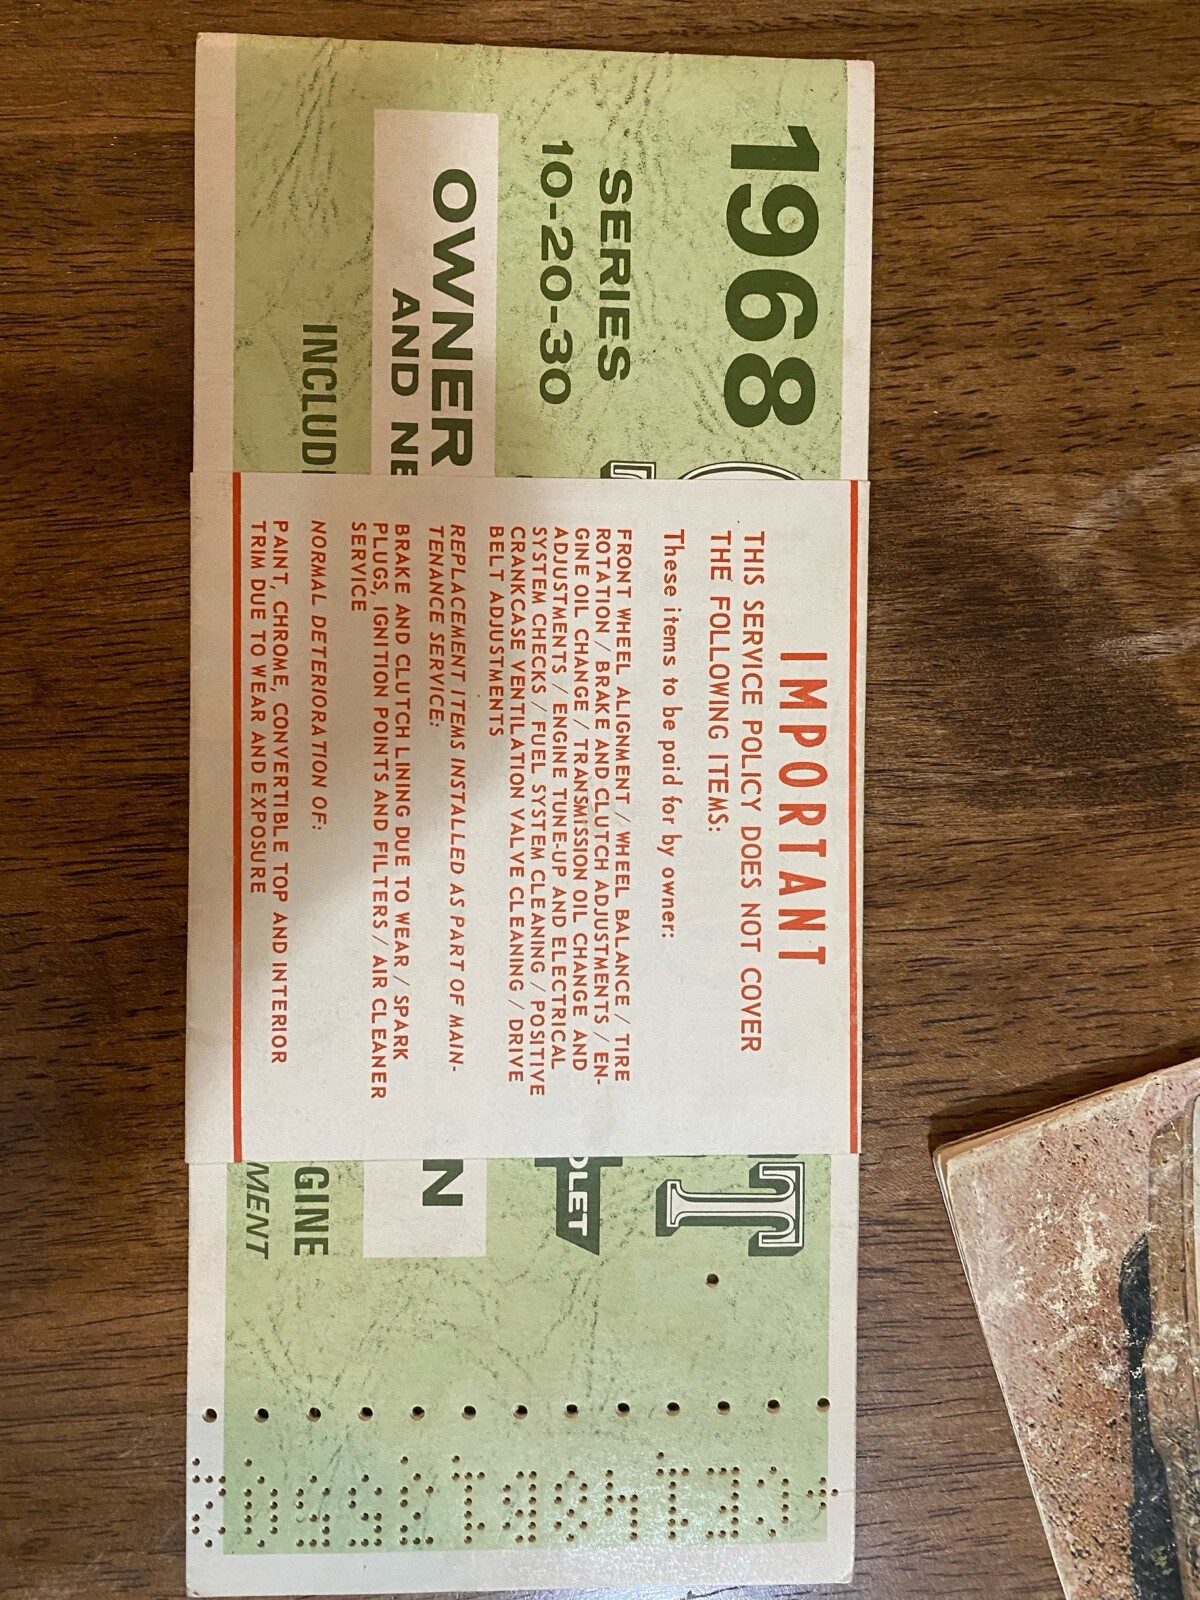 1968
SERIES
10-20-30
OWNER
AND NE
INCLUDI
IMPORTANT
THIS SERVICE POLICY DOES NOT COVER
THE FOLLOWING ITEMS:
These items to be paid for by owner:
FRONT WHEEL ALIGNMENT / WHEEL BALANCE / TIRE
ROTATION / BRAKE AND CLUTCH ADJUSTMENTS / EN-
GINE OIL CHANGE / TRANSMISSION OIL CHANGE AND
ADJUSTMENTS / ENGINE TUNE-UP AND ELECTRICAL
SYSTEM CHECKS / FUEL SYSTEM CLEANING / POSITIVE
CRANKCASE VENTILATION VALVE CLEANING / DRIVE
BELT ADJUSTMENTS
REPLACEMENT ITEMS INSTALLED AS PART OF MAIN-
TENANCE SERVICE:
BRAKE AND CLUTCH LINING DUE TO WEAR / SPARK
PLUGS, IGNITION POINTS AND FILTERS / AIR CLEANER
SERVICE
NORMAL DETERIORATION OF:
PAINT, CHROME, CONVERTIBLE TOP AND INTERIOR
TRIM DUE TO WEAR AND EXPOSURE
T
OLET
N
GINE
MENT